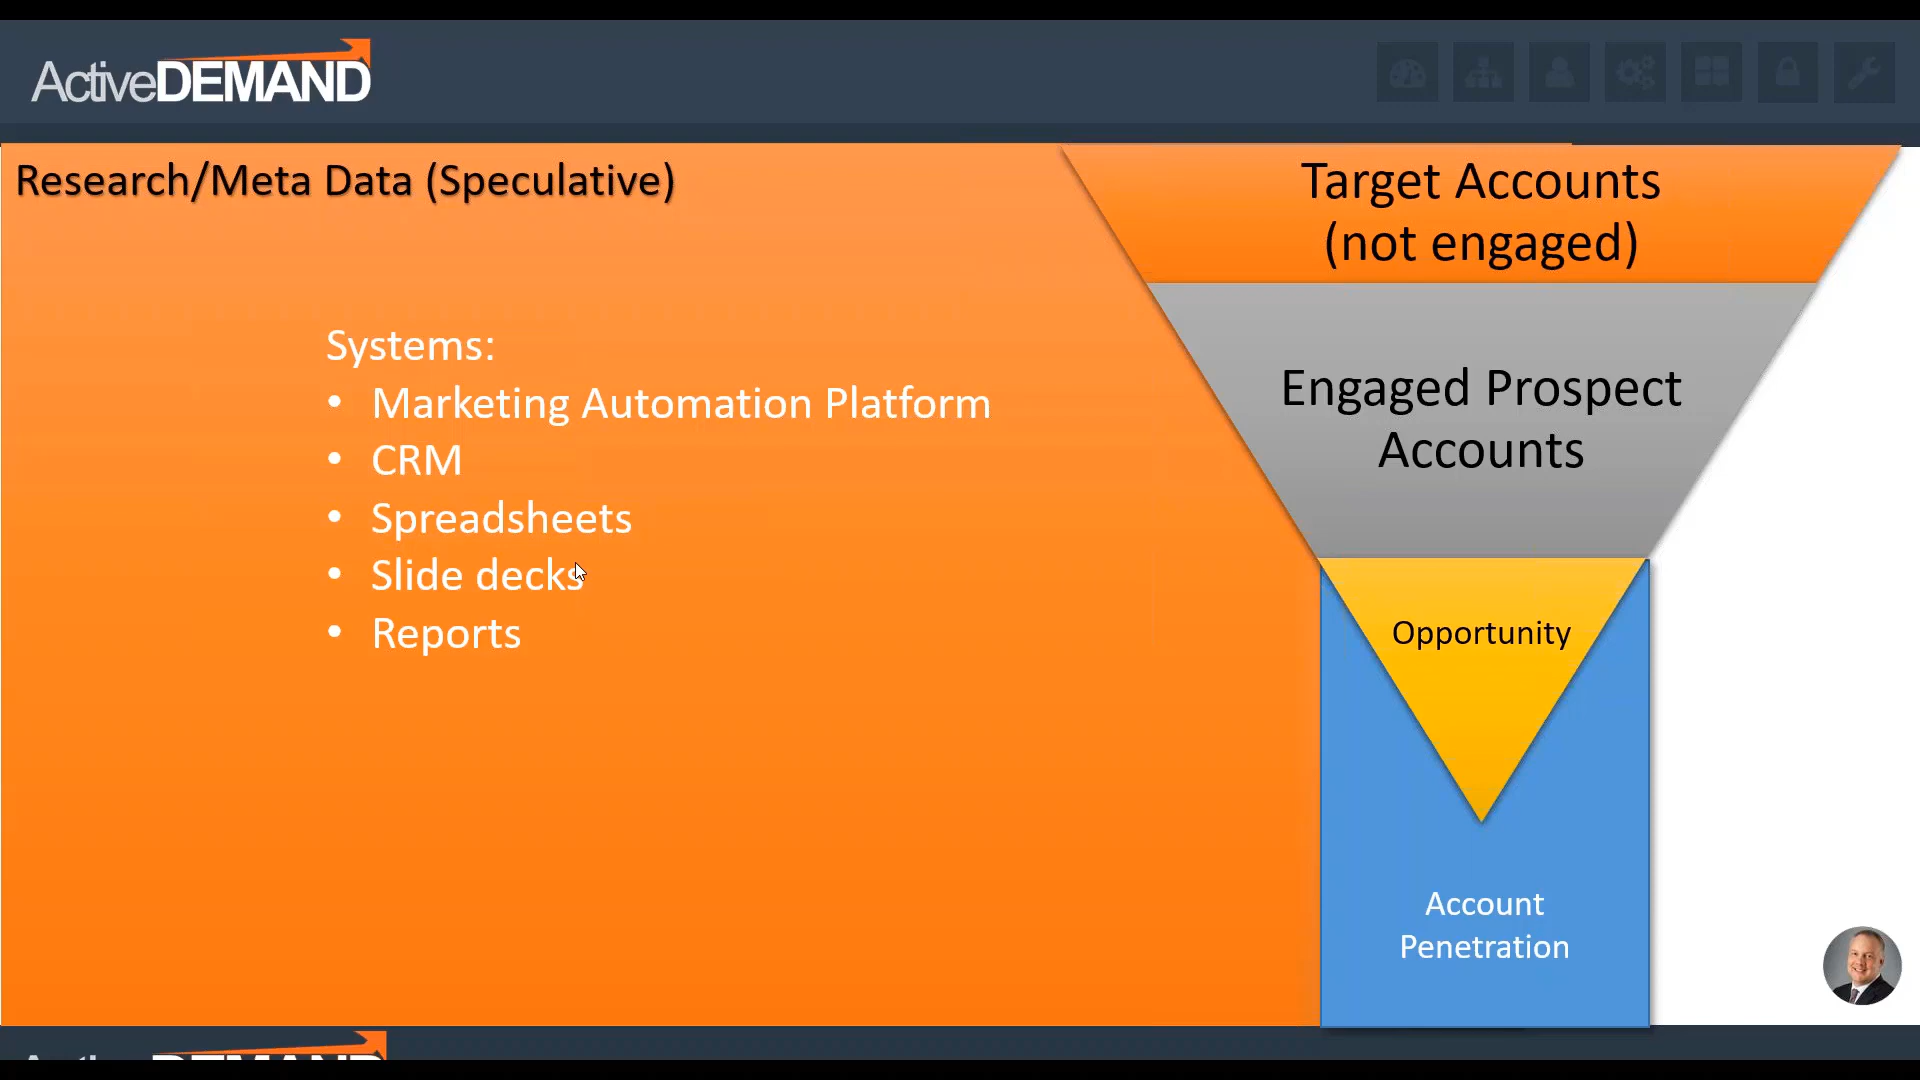 ActiveDEMAND
Research/Meta Data (Speculative)
Systems:
• Marketing Automation Platform
• CRM
• Spreadsheets
• Slide decks
• Reports
Target Accounts
(not engaged)
Engaged Prospect
Accounts
Opportunity
Account
Penetration
ActiveDEMAND